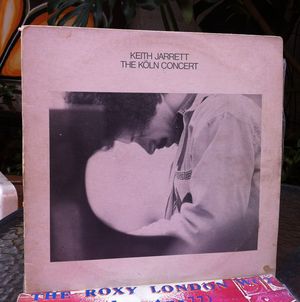 KEITH JARRETT
THE KÖLN CONCERT
THE ROXY LONDON